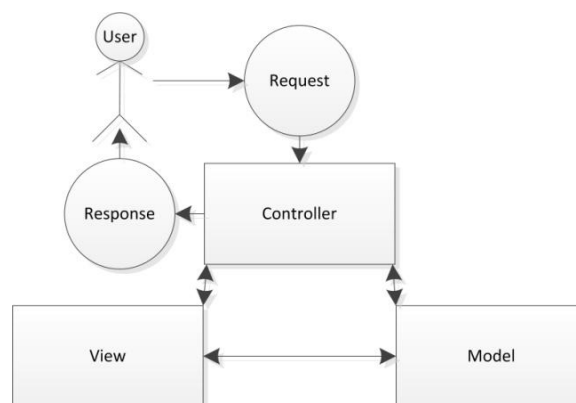 User
Request
Response
Controller
View
Model